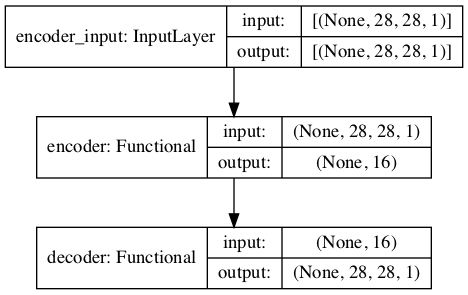 encoder_input: InputLayer
input: [(None, 28, 28, 1)]
output: [(None, 28, 28, 1)]
encoder: Functional
input: (None, 28, 28, 1)
output: (None, 16)
decoder: Functional
input: (None, 16)
output: (None, 28, 28, 1)